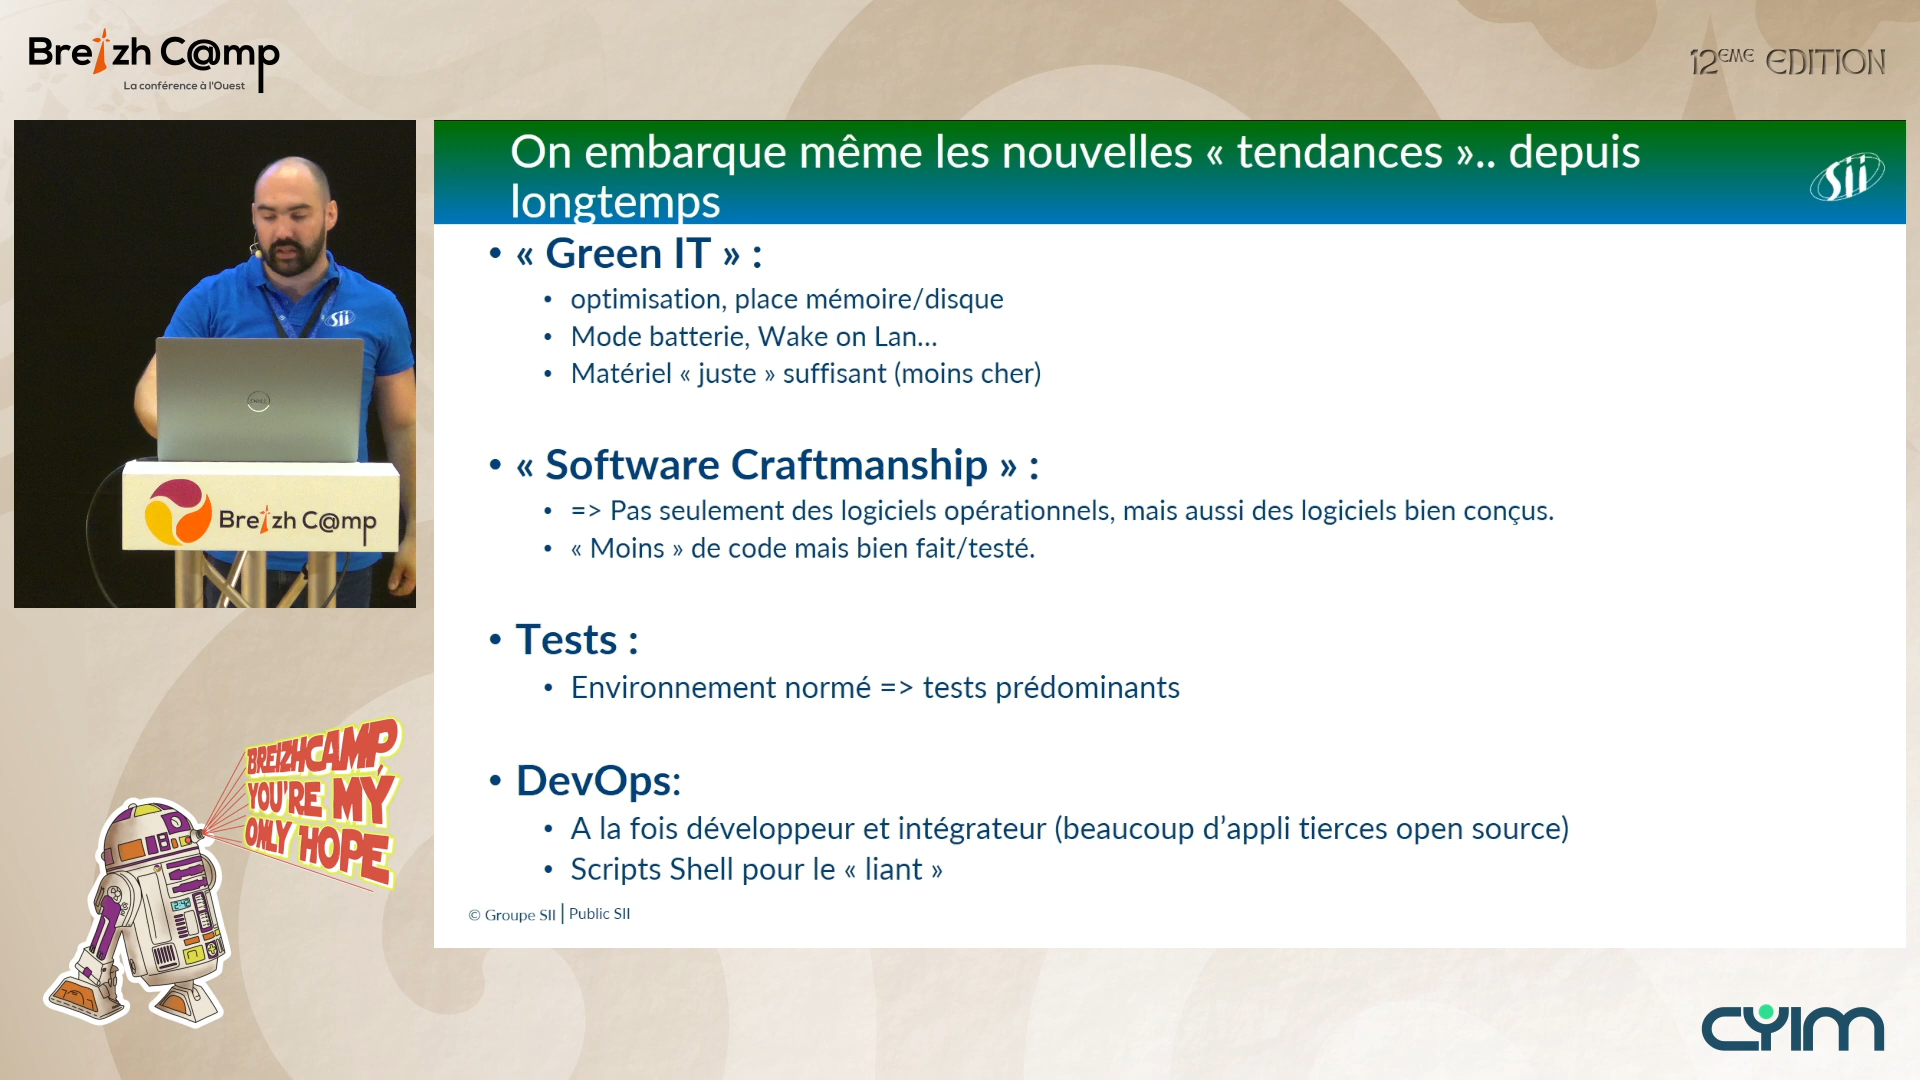 Breizh C@mp
La conférence à l'Ouest
12EME EDITION
On embarque même les nouvelles « tendances ».. depuis
longtemps
sii
• « Green IT » :
• optimisation, place mémoire/disque
• Mode batterie, Wake on Lan...
• Matériel « juste » suffisant (moins cher)
• « Software Craftmanship » :
• => Pas seulement des logiciels opérationnels, mais aussi des logiciels bien conçus.
• « Moins » de code mais bien fait/testé.
• Tests :
• Environnement normé => tests prédominants
• DevOps:
• A la fois développeur et intégrateur (beaucoup d’appli tierces open source)
• Scripts Shell pour le « liant »
© Groupe SII | Public SII
sii
DELL
Breizh C@mp
BREIZHCAMP,
YOU'RE MY
ONLY HOPE
CYIM